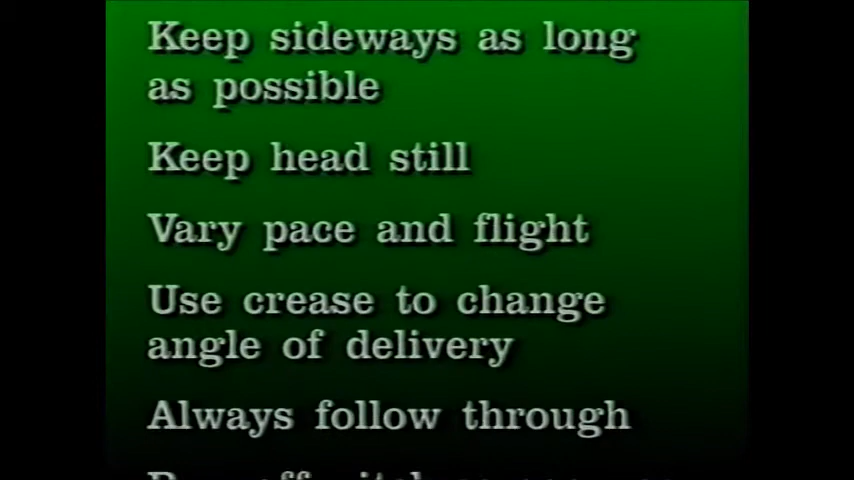 Keep sideways as long
as possible
Keep head still
Vary pace and flight
Use crease to change
angle of delivery
Always follow through